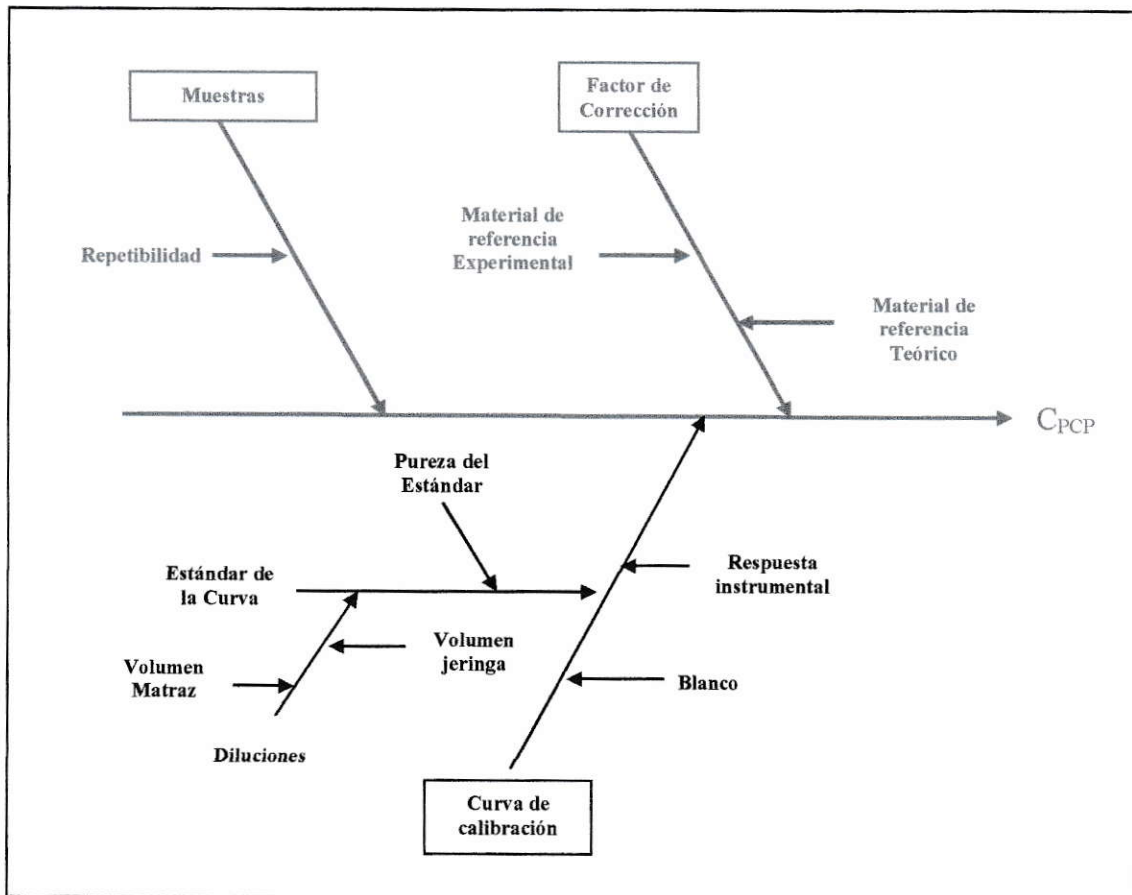 Muestras
Factor de
Corrección
Repetibilidad
Material de
referencia
Experimental
Material de
referencia
Teórico
C_PCP
Pureza del
Estándar
Estándar de
la Curva
Respuesta
instrumental
Volumen
jeringa
Volumen
Matraz
Blanco
Diluciones
Curva de
calibración